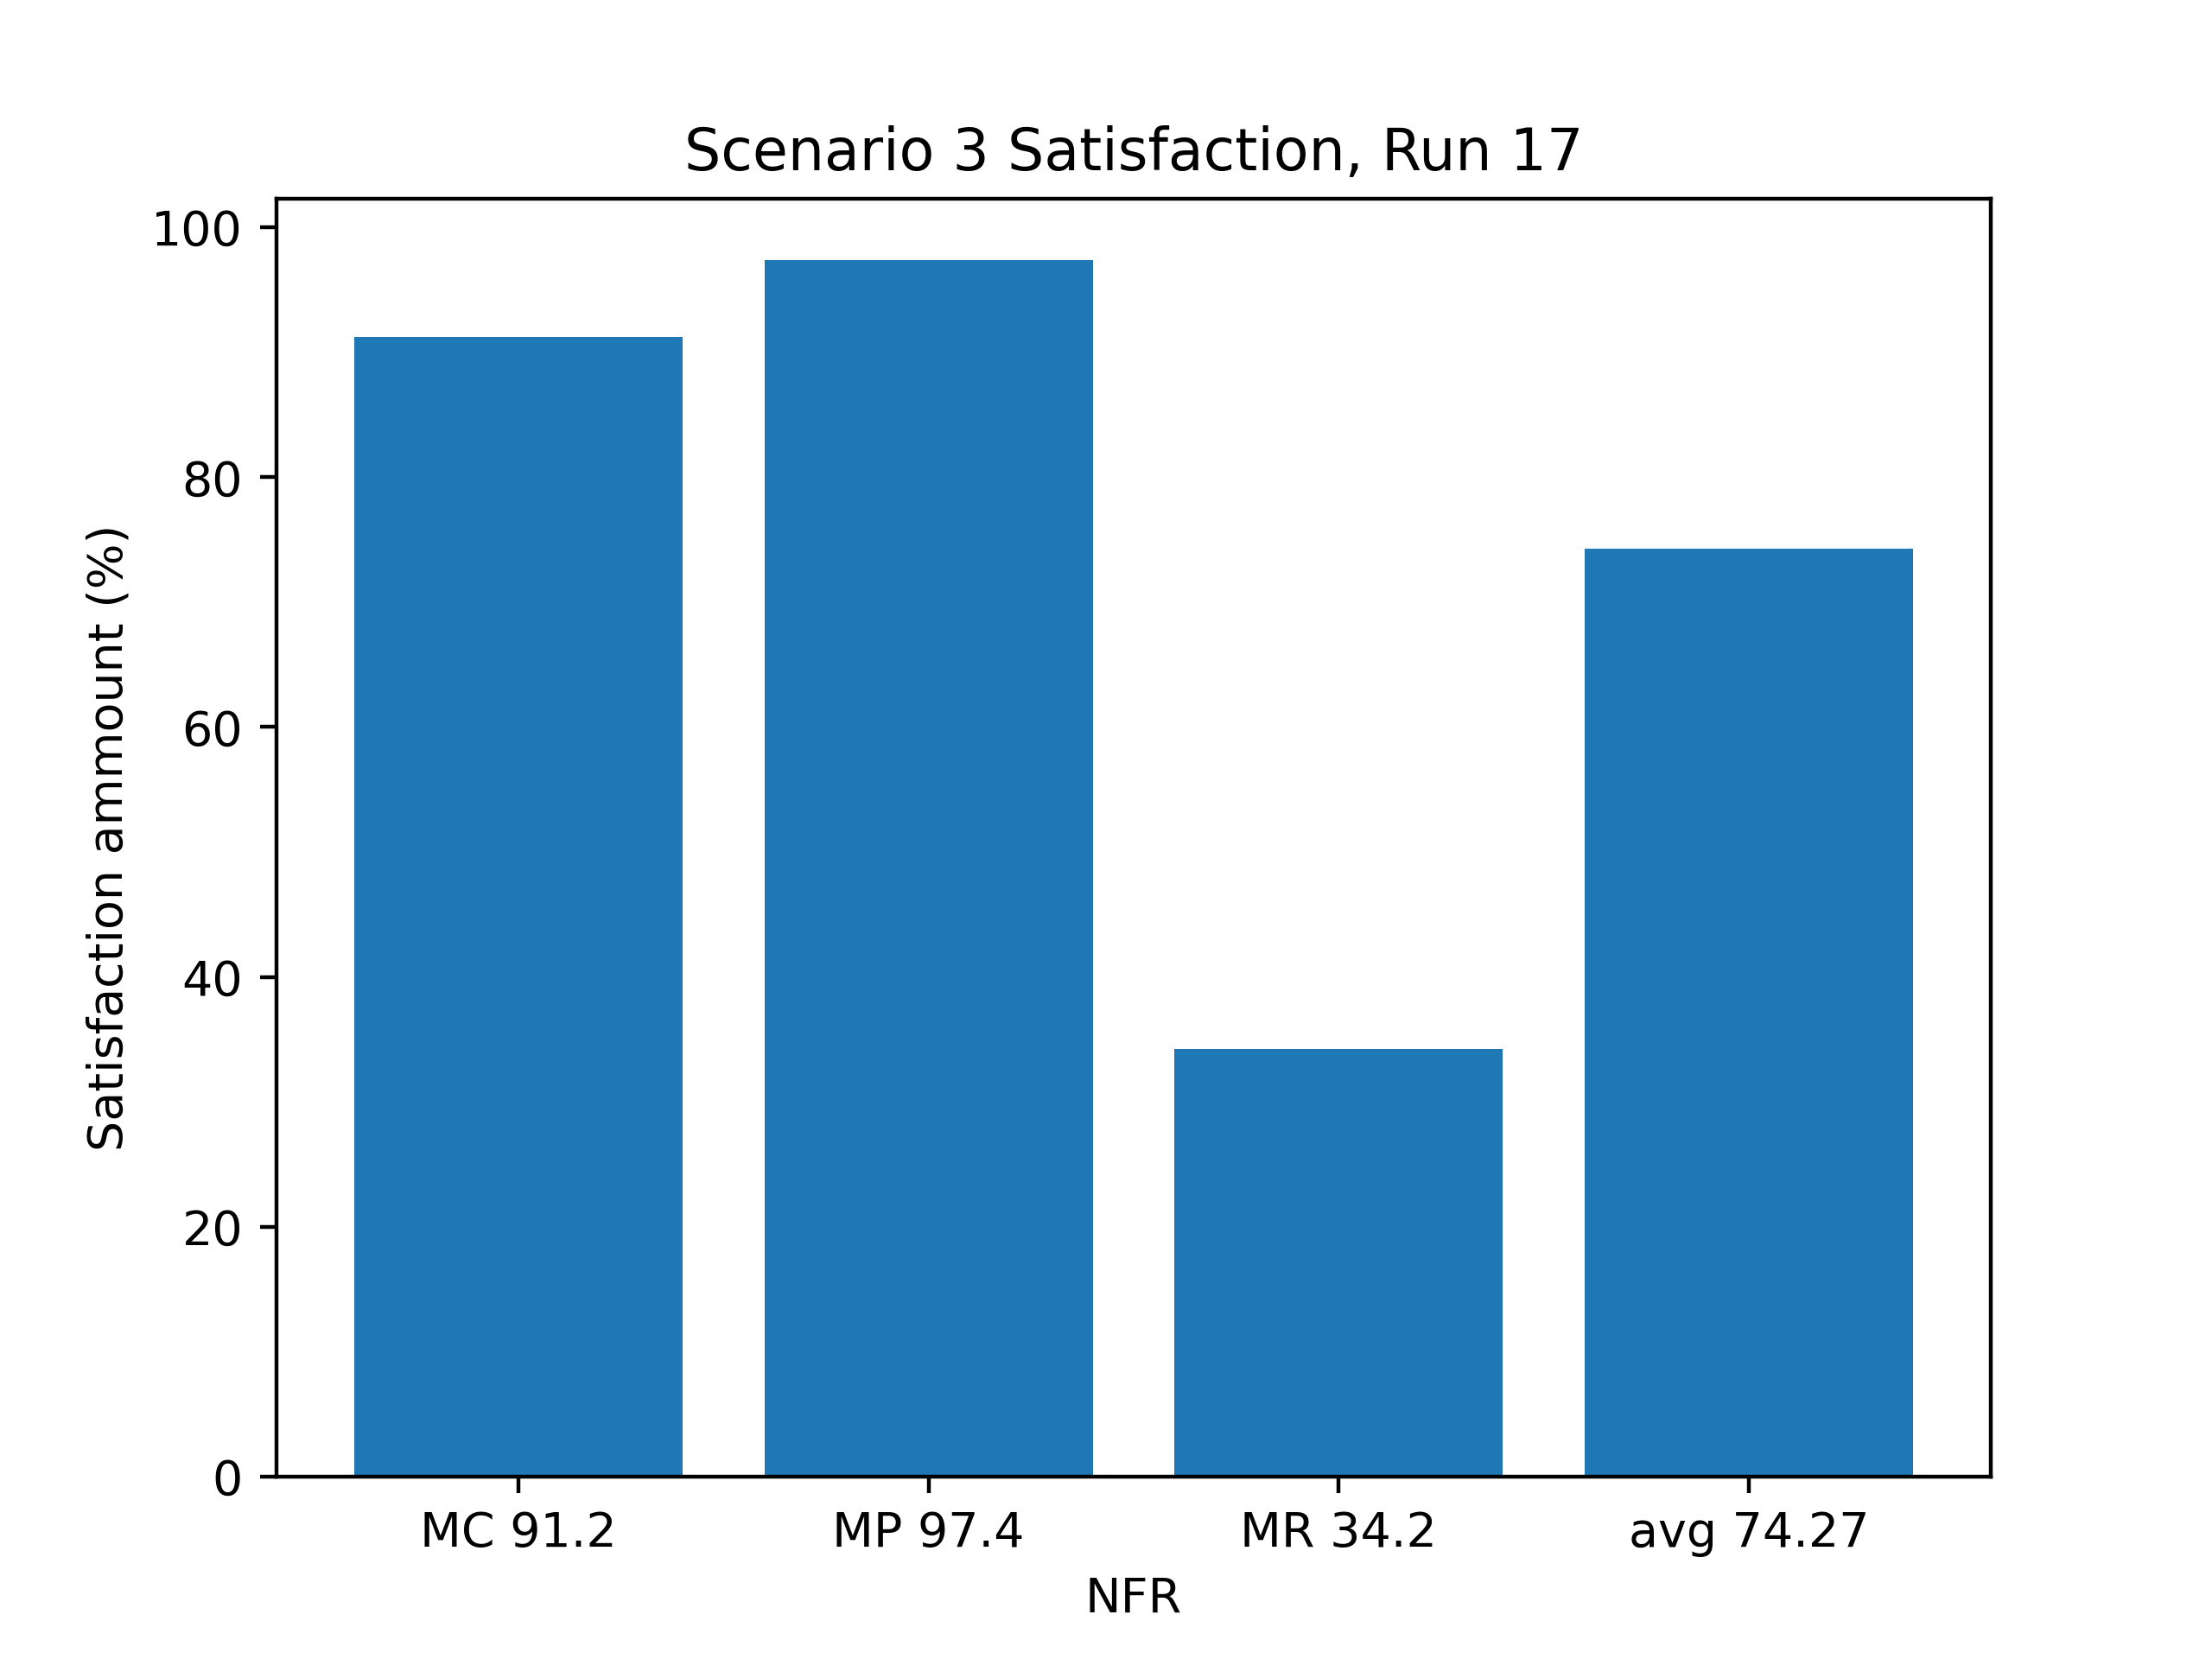 Scenario 3 Satisfaction, Run 17
Satisfaction ammount (%)
100
80
60
40
20
0
MC 91.2
MP 97.4
MR 34.2
avg 74.27
NFR